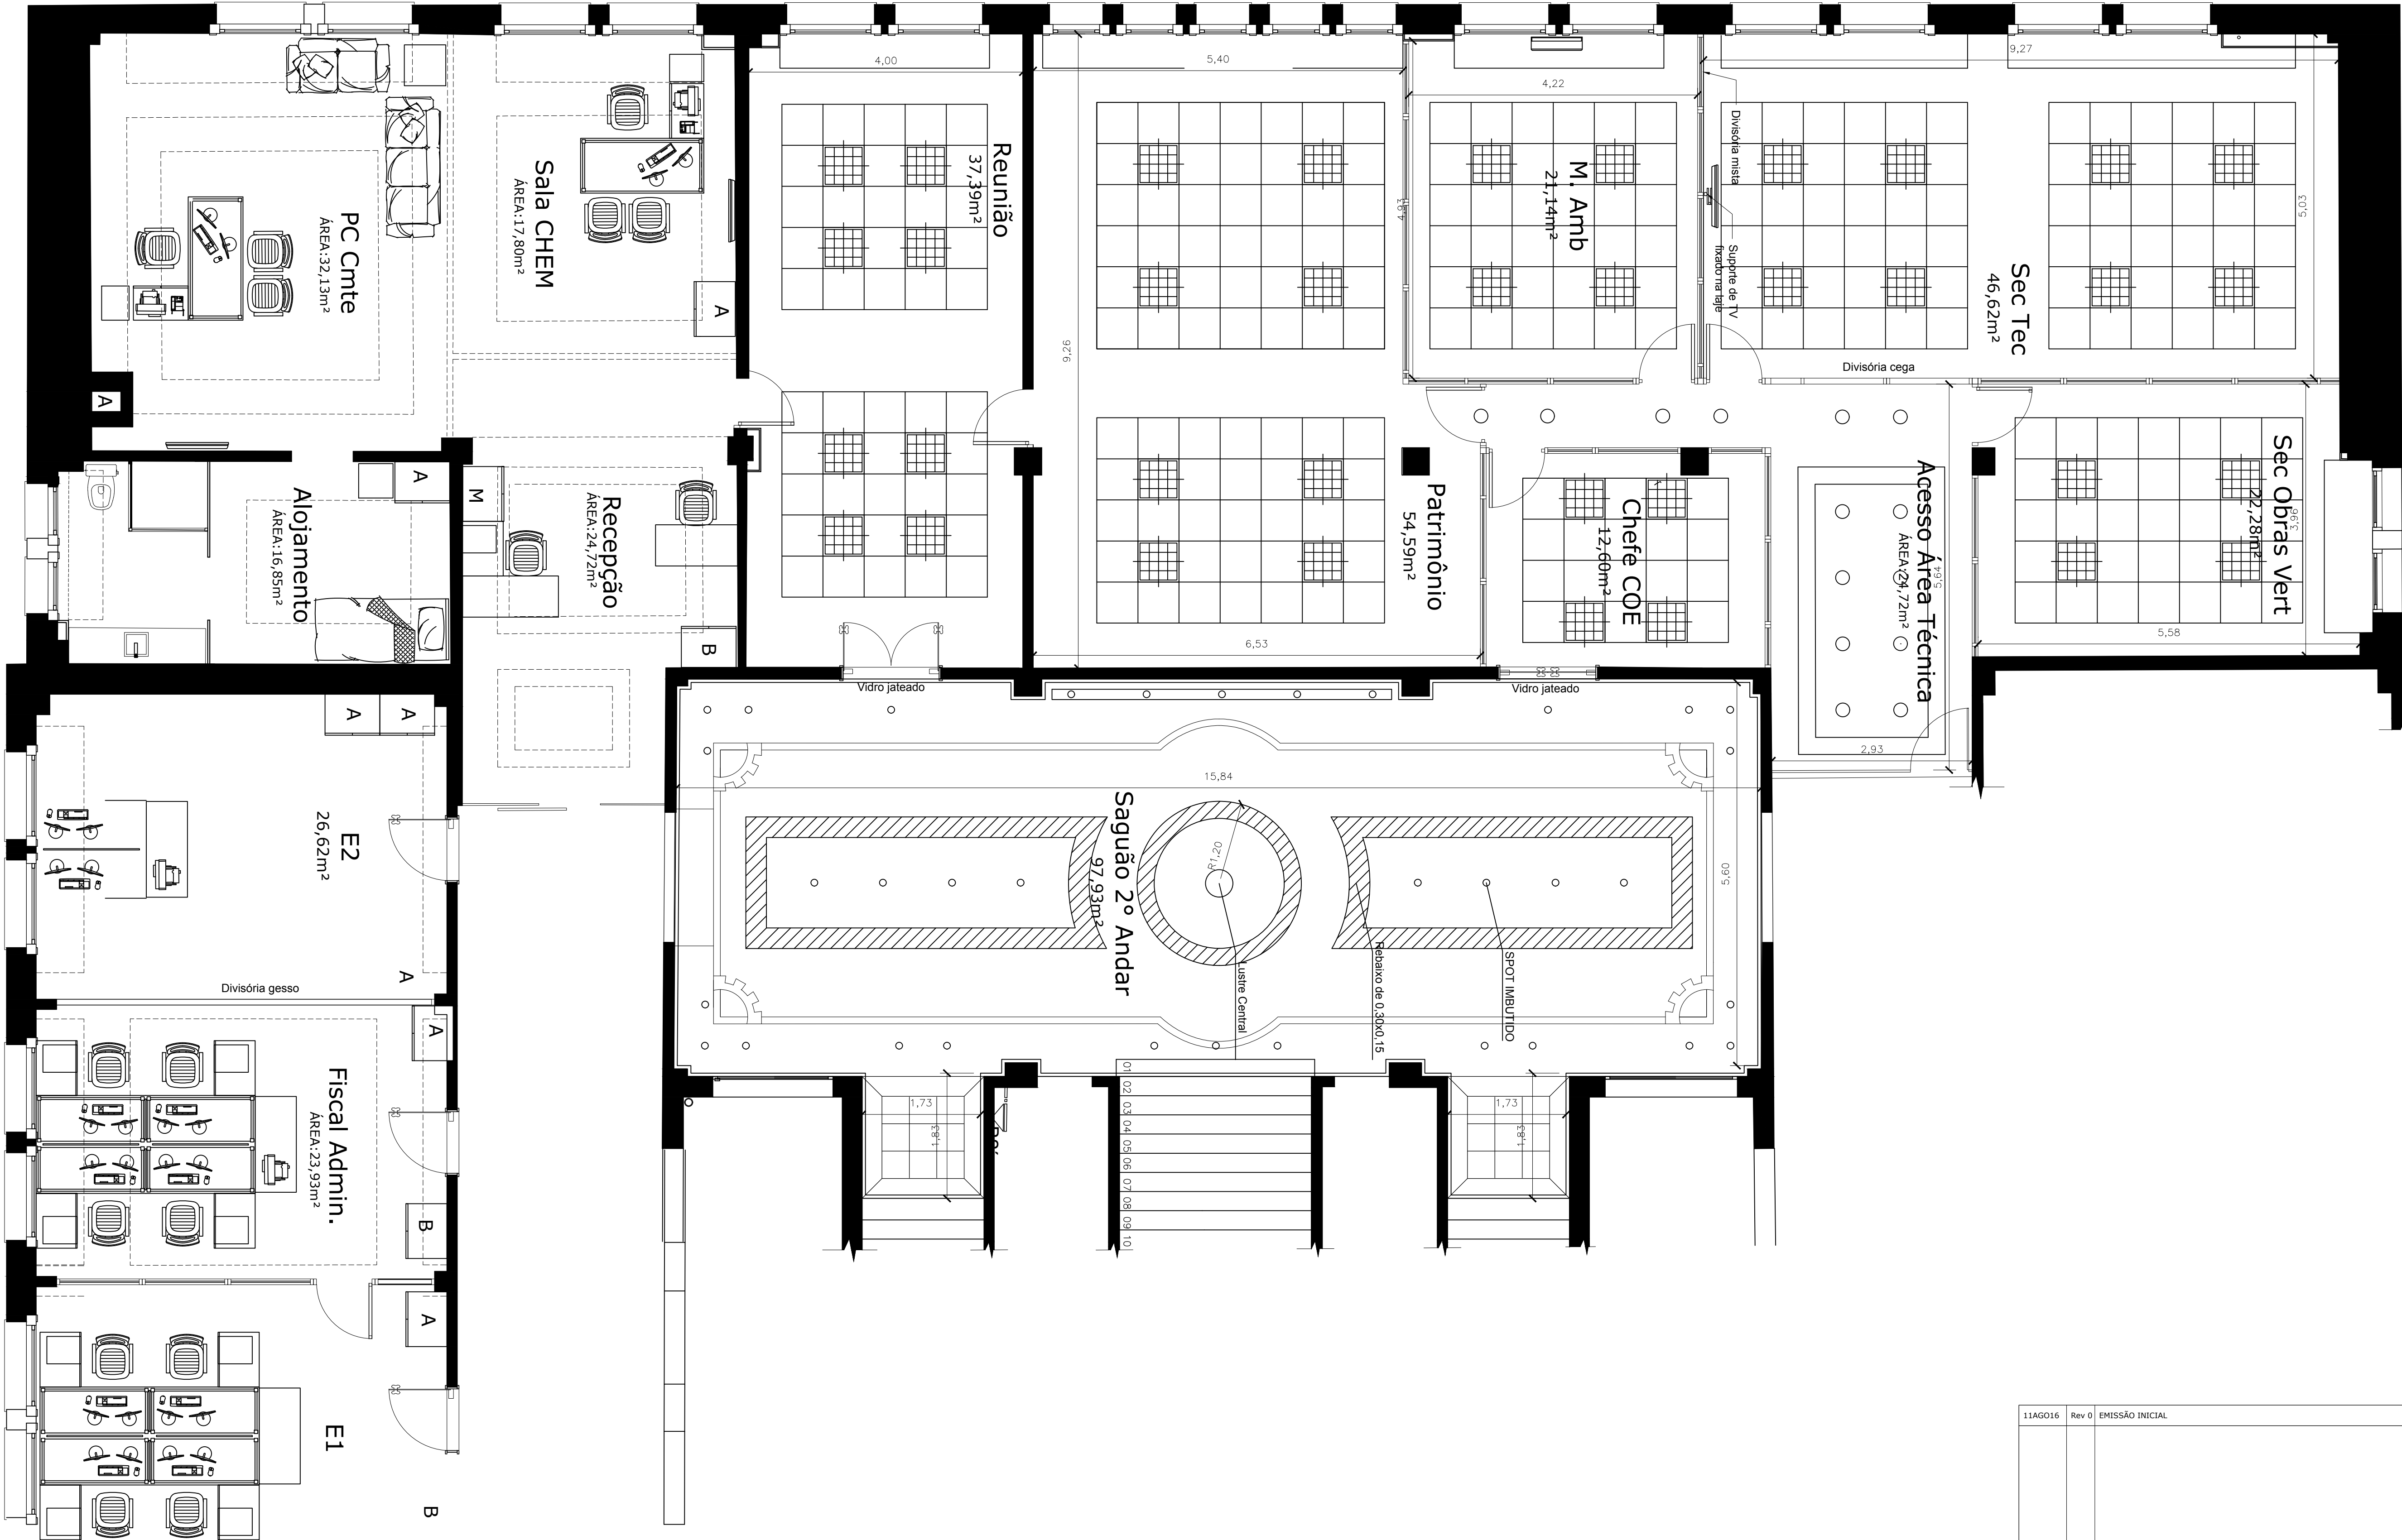 PC Cmte
ÁREA:32,13m²
A
Sala CHEM
ÁREA:17,80m²
A
4,00
Reunião
37,39m²
5,40
9,26
4,93
4,22
M. Amb
21,14m²
Divisória mista
Suporte de TV
fixado na laje
9,27
5,03
Sec Tec
46,62m²
Divisória cega
Alojamento
ÁREA:16,85m²
A
M
Recepção
ÁREA:24,72m²
B
Patrimônio
54,59m²
6,53
Chefe COE
12,60m²
Acesso Área Técnica
ÁREA:24,72m²
5,64
2,93
Sec Obras Vert
22,28m²
3,96
5,58
Vidro jateado
Vidro jateado
A
A
E2
26,62m²
A
Divisória gesso
15,84
Saguão 2º Andar
97,93m²
R1,20
Lustre Central
Rebaixo de 0,30x0,15
SPOT IMBUTIDO
5,60
A
Fiscal Admin.
ÁREA:23,93m²
B
1,73
1,83
01
02
03
04
05
06
07
08
09
10
1,73
1,83
A
E1
B
11AGO16 Rev 0 EMISSÃO INICIAL